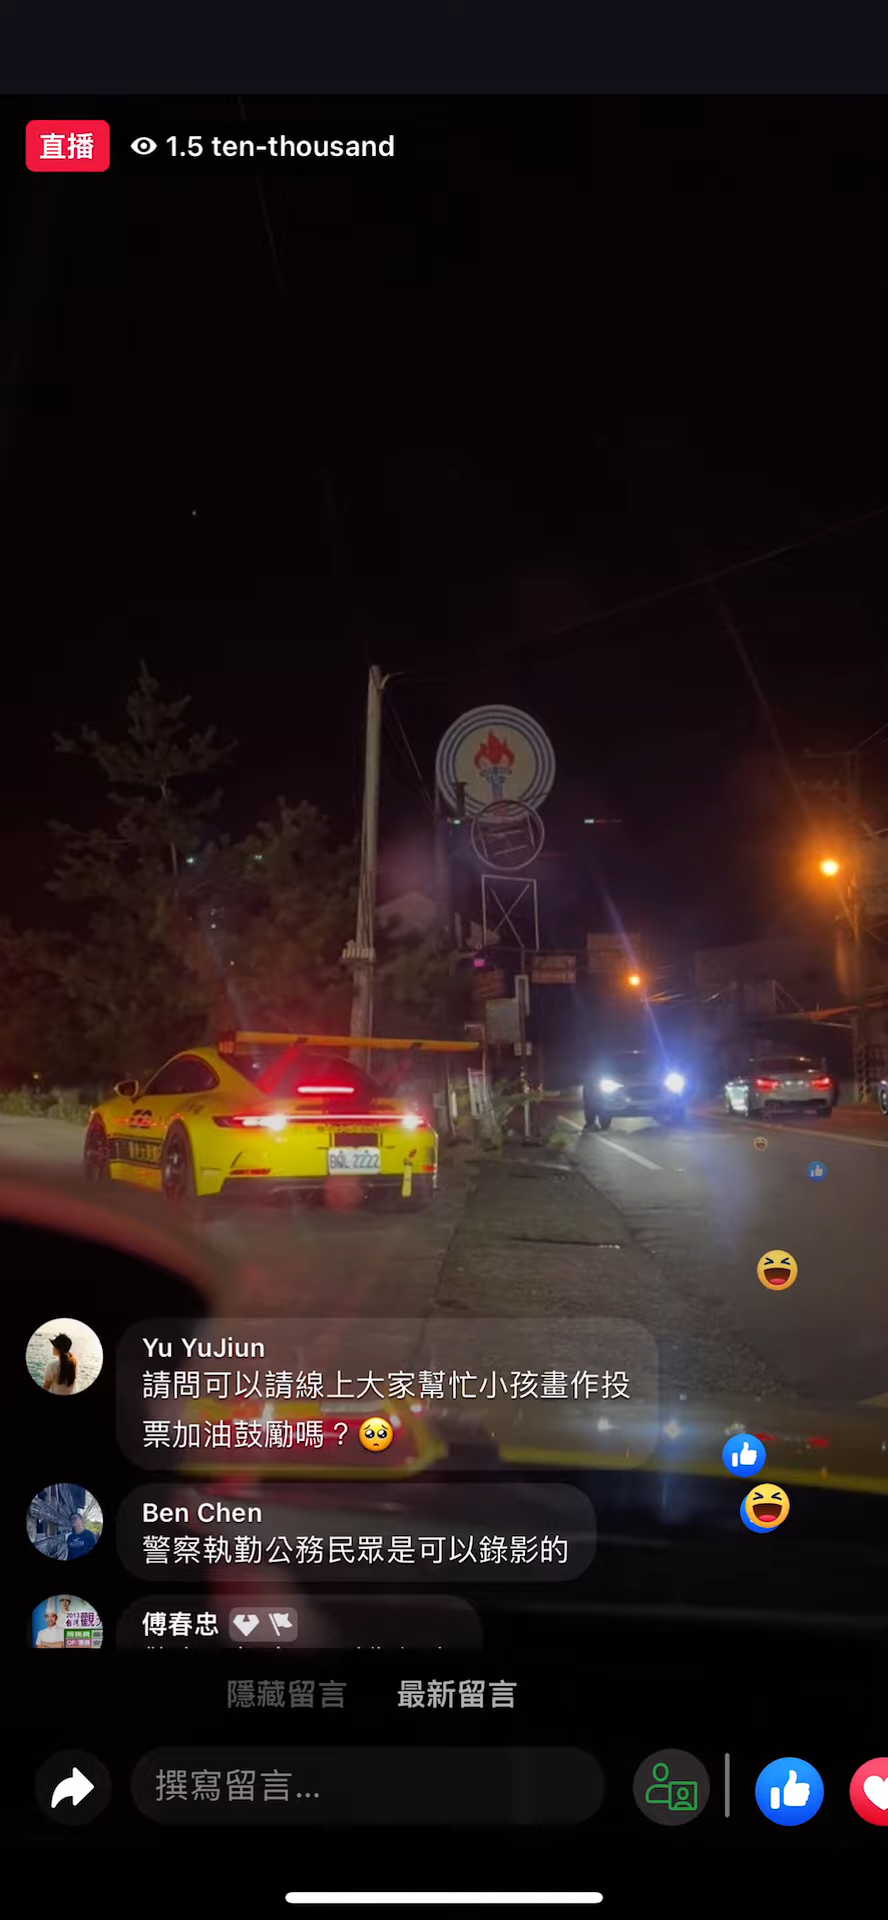 直播
1.5 ten-thousand
Yu YuJiun
請問可以請線上大家幫忙小孩畫作投
票加油鼓勵嗎？🥺
Ben Chen
警察執勤公務民眾是可以錄影的
傅春忠
隱藏留言 最新留言
撰寫留言...